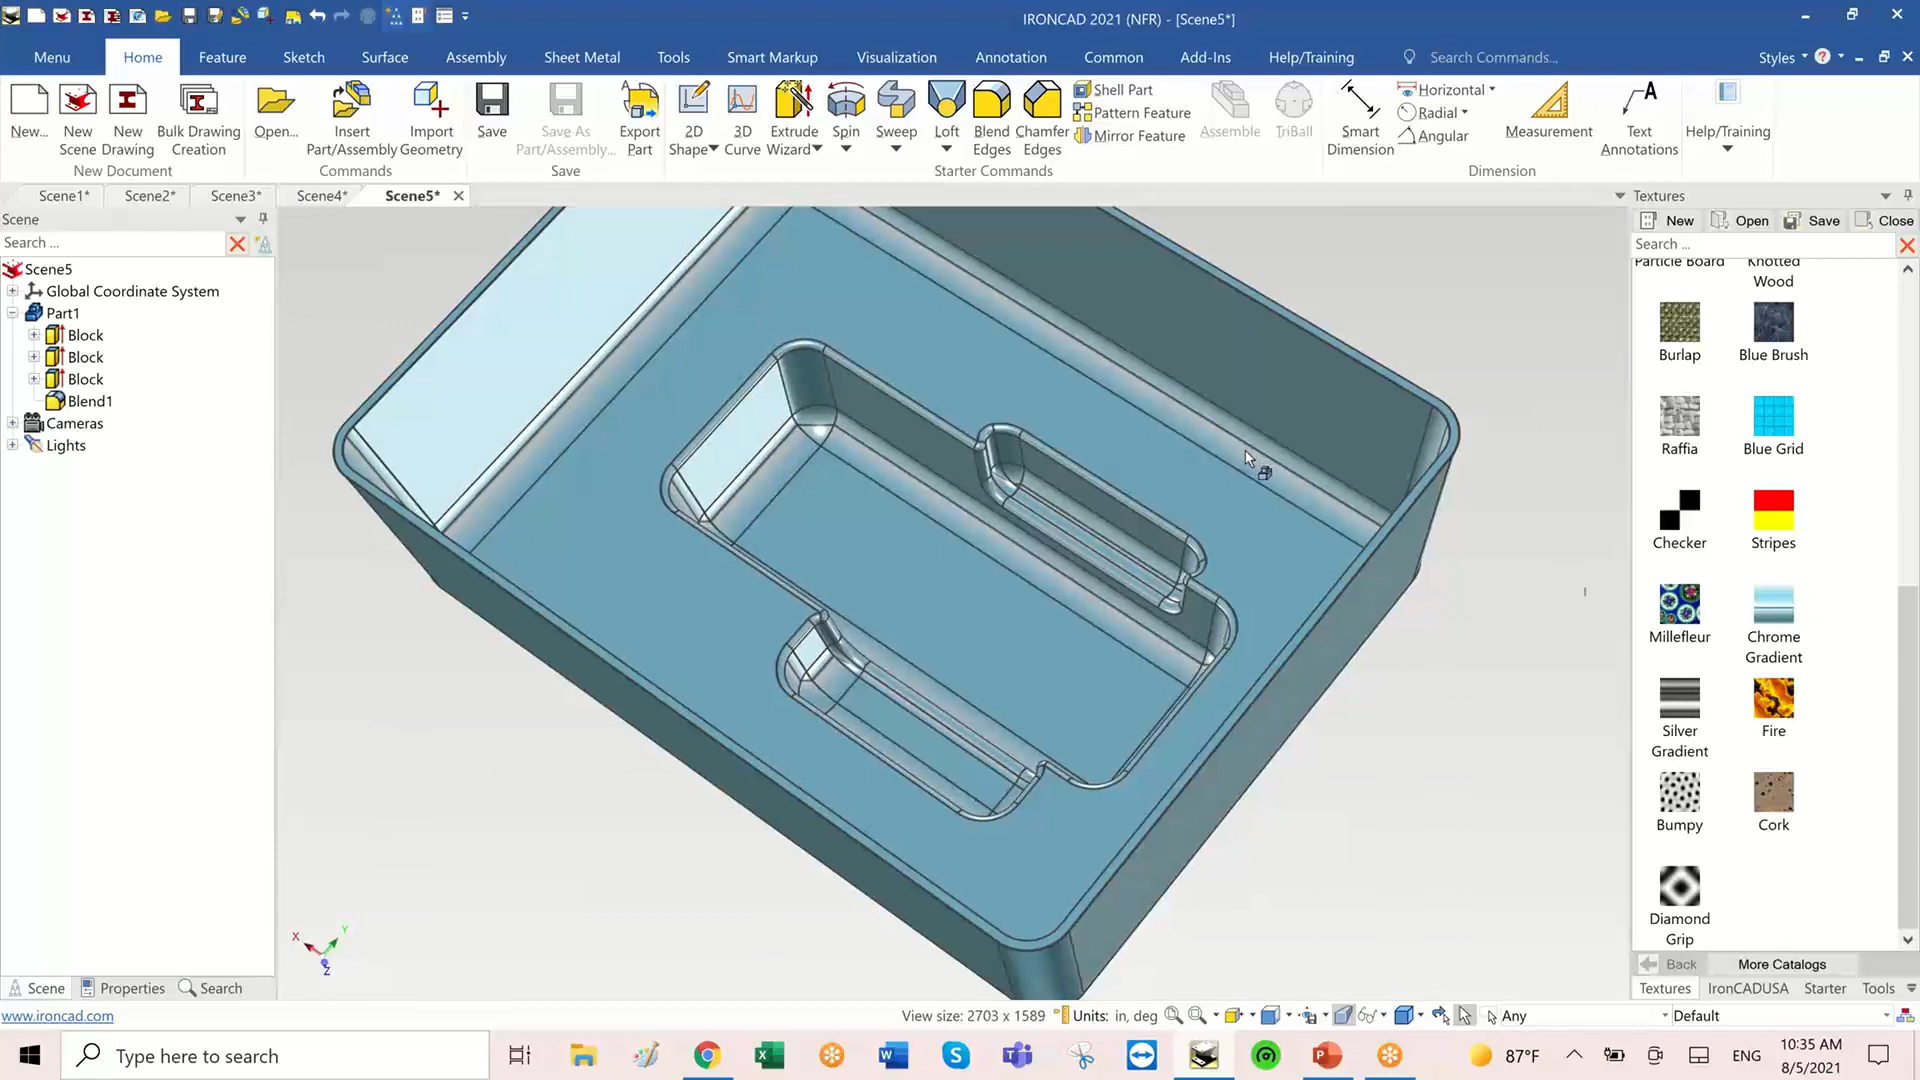 IRONCAD 2021 (NFR) - [Scene5*]
Menu Home Feature Sketch Surface Assembly Sheet Metal Tools Smart Markup Visualization Annotation Common Add-Ins Help/Training Search Commands... Styles
New... New Scene New Drawing Bulk Drawing Creation
New Document
Open... Insert Part/Assembly Import Geometry
Commands
Save Save As Part/Assembly... Export Part
Save
2D Shape 3D Curve Extrude Wizard Spin Sweep Loft Blend Edges Chamfer Edges
Shell Part
Pattern Feature
Mirror Feature
Assemble TriBall
Starter Commands
Smart Dimension
Horizontal
Radial
Angular
Measurement Text Annotations
Dimension
Help/Training
Scene1* Scene2* Scene3* Scene4* Scene5*
Scene
Search ...
Scene5
Global Coordinate System
Part1
Block
Block
Block
Blend1
Cameras
Lights
X Y Z
Textures
New Open Save Close
Search ...
Particle Board Knotted Wood
Burlap Blue Brush
Raffia Blue Grid
Checker Stripes
Millefleur Chrome Gradient
Silver Gradient Fire
Bumpy Cork
Diamond Grip
Back More Catalogs
Textures IronCADUSA Starter Tools
Scene Properties Search
www.ironcad.com
View size: 2703 x 1589 Units: in, deg Any Default
Type here to search
87°F ENG 10:35 AM
8/5/2021